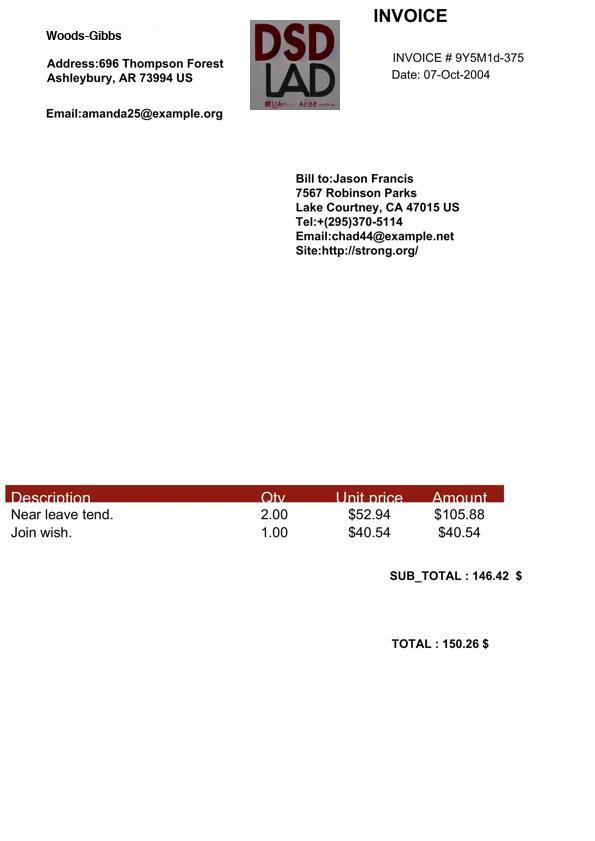 INVOICE
Woods-Gibbs
Address:696 Thompson Forest
Ashleybury, AR 73994 US
Email:amanda25@example.org
DSD
LAD
INVOICE # 9Y5M1d-375
Date: 07-Oct-2004
Bill to:Jason Francis
7567 Robinson Parks
Lake Courtney, CA 47015 US
Tel:+(295)370-5114
Email:chad44@example.net
Site:http://strong.org/
Description Qty Unit price Amount
Near leave tend. 2.00 $52.94 $105.88
Join wish. 1.00 $40.54 $40.54
SUB_TOTAL : 146.42 $
TOTAL : 150.26 $